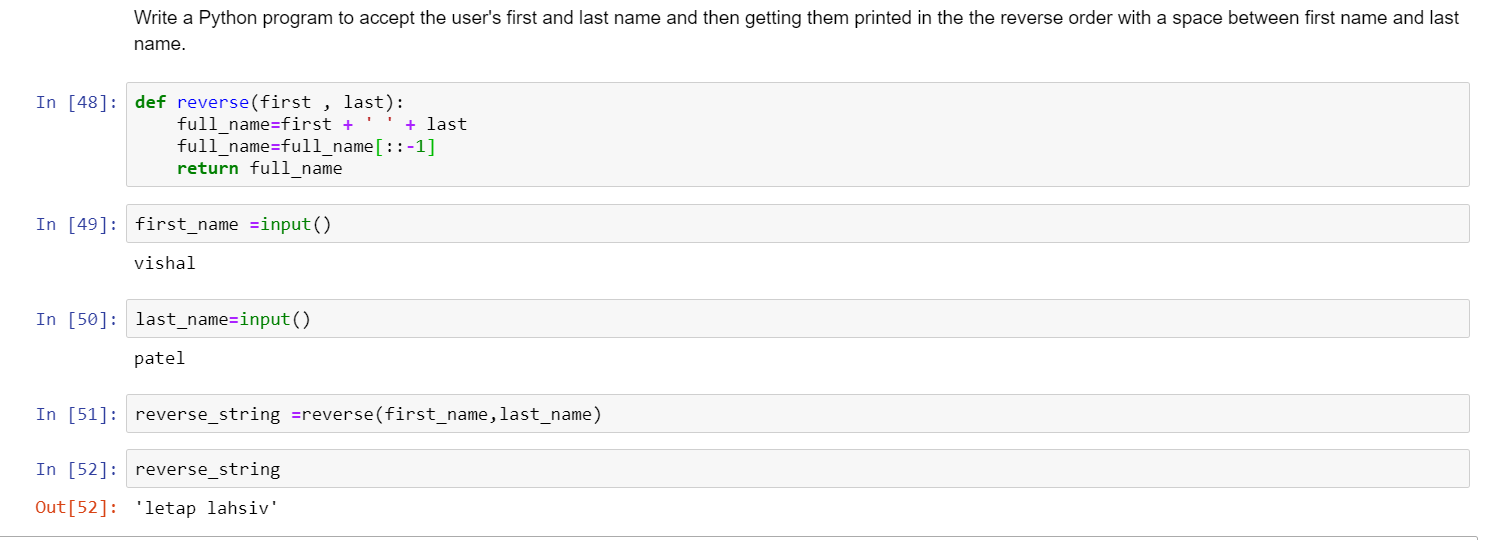 Write a Python program to accept the user's first and last name and then getting them printed in the the reverse order with a space between first name and last
name.
In [48]: def reverse(first , last):
    full_name=first + ' ' + last
    full_name=full_name[::-1]
    return full_name
In [49]: first_name =input()
vishal
In [50]: last_name=input()
patel
In [51]: reverse_string =reverse(first_name,last_name)
In [52]: reverse_string
Out[52]: 'letap lahsiv'